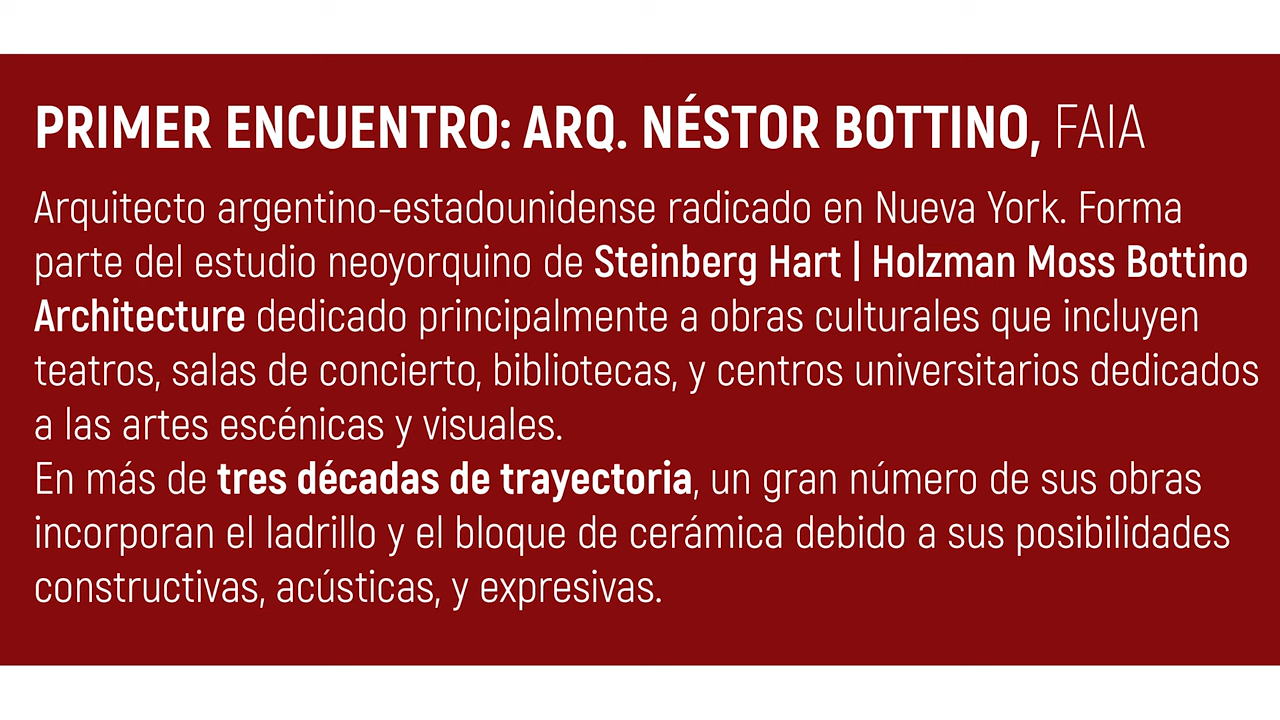 PRIMER ENCUENTRO: ARQ. NÉSTOR BOTTINO, FAIA
Arquitecto argentino-estadounidense radicado en Nueva York. Forma
parte del estudio neoyorquino de Steinberg Hart | Holzman Moss Bottino
Architecture dedicado principalmente a obras culturales que incluyen
teatros, salas de concierto, bibliotecas, y centros universitarios dedicados
a las artes escénicas y visuales.
En más de tres décadas de trayectoria, un gran número de sus obras
incorporan el ladrillo y el bloque de cerámica debido a sus posibilidades
constructivas, acústicas, y expresivas.